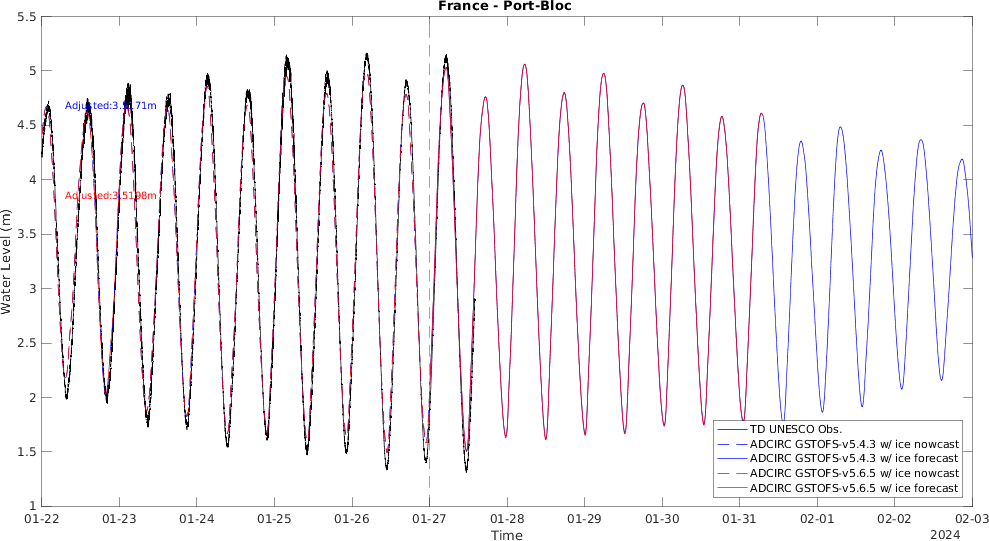 France - Port-Bloc
5.5
5
4.5
4
3.5
3
2.5
2
1.5
1
Water Level (m)
Adjusted:3.5171m
Adjusted:3.5198m
TD UNESCO Obs.
ADCIRC GSTOFS-v5.4.3 w/ ice nowcast
ADCIRC GSTOFS-v5.4.3 w/ ice forecast
ADCIRC GSTOFS-v5.6.5 w/ ice nowcast
ADCIRC GSTOFS-v5.6.5 w/ ice forecast
01-22 01-23 01-24 01-25 01-26 01-27 01-28 01-29 01-30 01-31 02-01 02-02 02-03
Time
2024